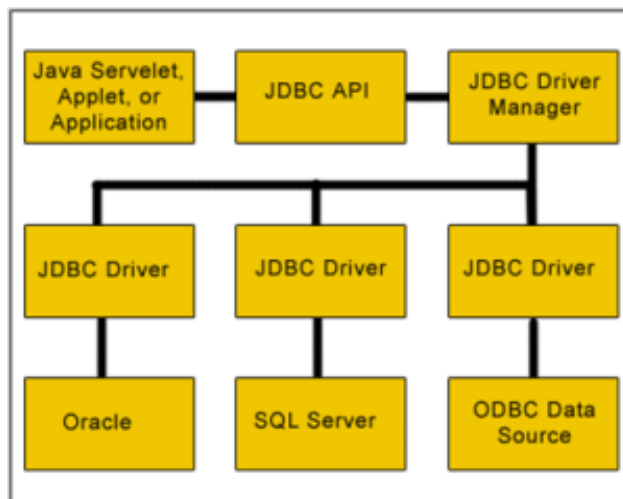 Java Servelet,
Applet, or
Application
JDBC API
JDBC Driver
Manager
JDBC Driver
JDBC Driver
JDBC Driver
Oracle
SQL Server
ODBC Data
Source